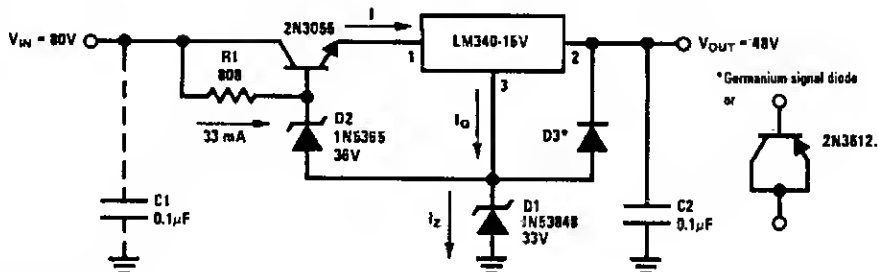 2N3055
I
V_IN = 80V
LM340-15V
V_OUT = 48V
1
2
3
R1
808
33 mA
D2
1N5365
36V
I_Q
D3*
*Germanium signal diode
or
2N3612.
C1
0.1μF
I_Z
D1
1N53848
33V
C2
0.1μF